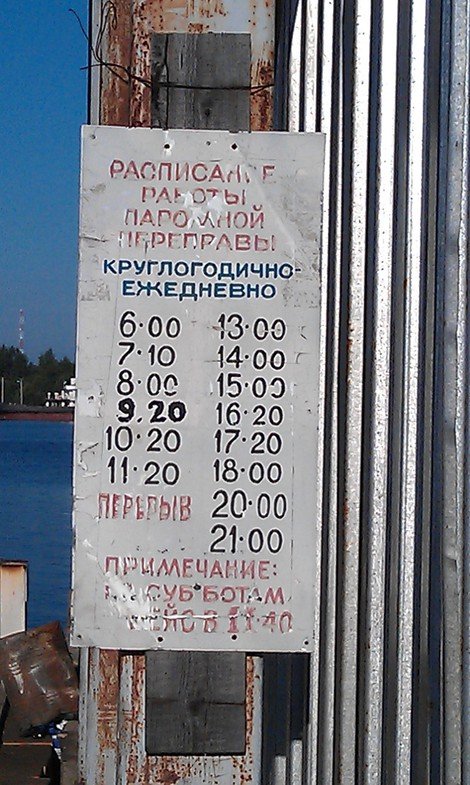 РАСПИСАНИЕ
РАБОТЫ
ПАРОМНОЙ
ПЕРЕПРАВЫ
КРУГЛОГОДИЧНО-
ЕЖЕДНЕВНО
6·00 13·00
7·10 14·00
8·00 15·00
9.20 16·20
10·20 17·20
11·20 18·00
ПЕРЕРЫВ 20·00
21·00
ПРИМЕЧАНИЕ:
ПО СУББОТАМ
РЕЙС В 11·40